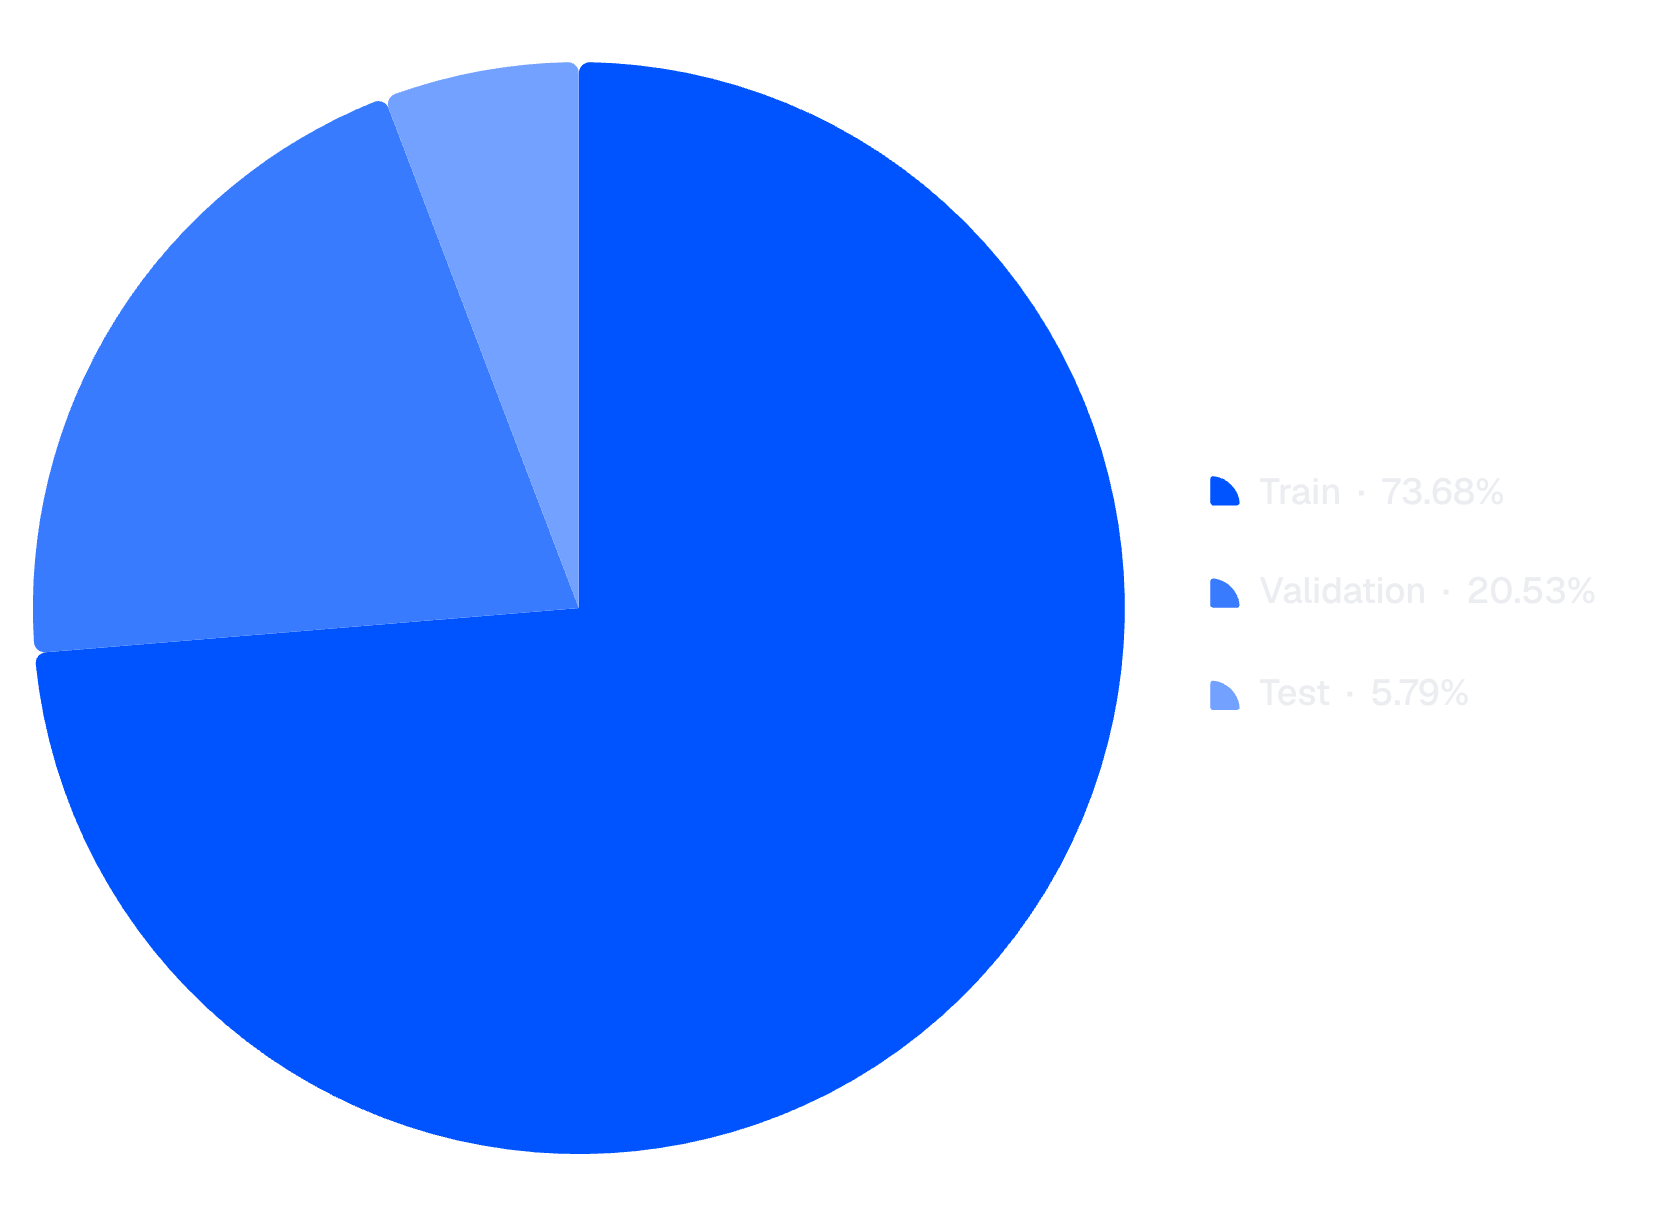 Train · 73.68%
Validation · 20.53%
Test · 5.79%